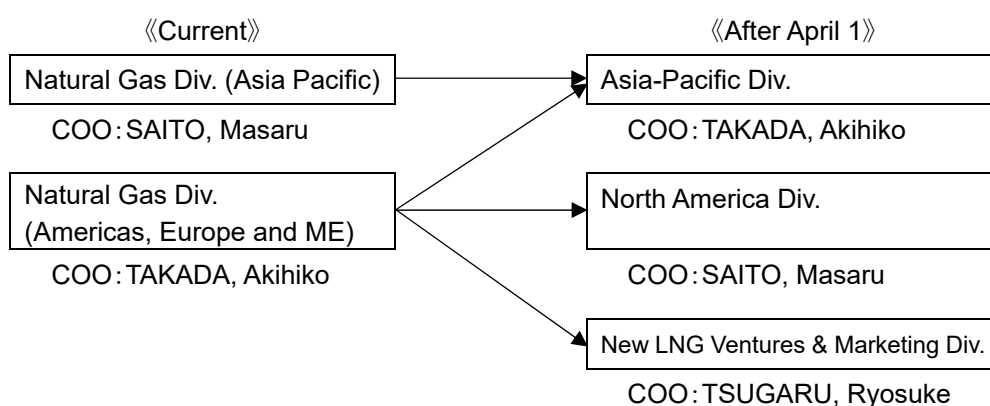 《Current》
《After April 1》
Natural Gas Div. (Asia Pacific)
Asia-Pacific Div.
COO:SAITO, Masaru
COO:TAKADA, Akihiko
Natural Gas Div.
(Americas, Europe and ME)
North America Div.
COO:TAKADA, Akihiko
COO:SAITO, Masaru
New LNG Ventures & Marketing Div.
COO:TSUGARU, Ryosuke